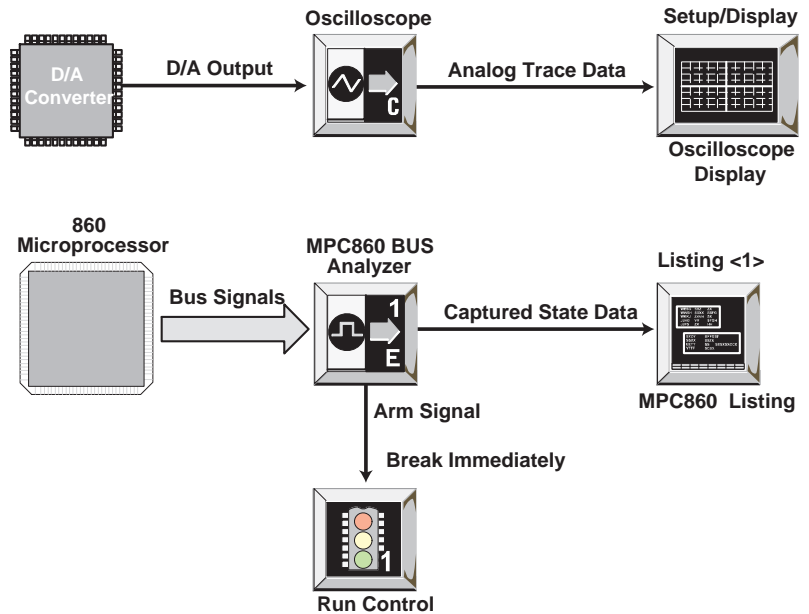 Oscilloscope
Setup/Display
D/A
Converter
D/A Output
C
Analog Trace Data
Oscilloscope
Display
860
Microprocessor
MPC860 BUS
Analyzer
Listing <1>
Bus Signals
1
E
Captured State Data
MPC860 Listing
Arm Signal
Break Immediately
1
Run Control